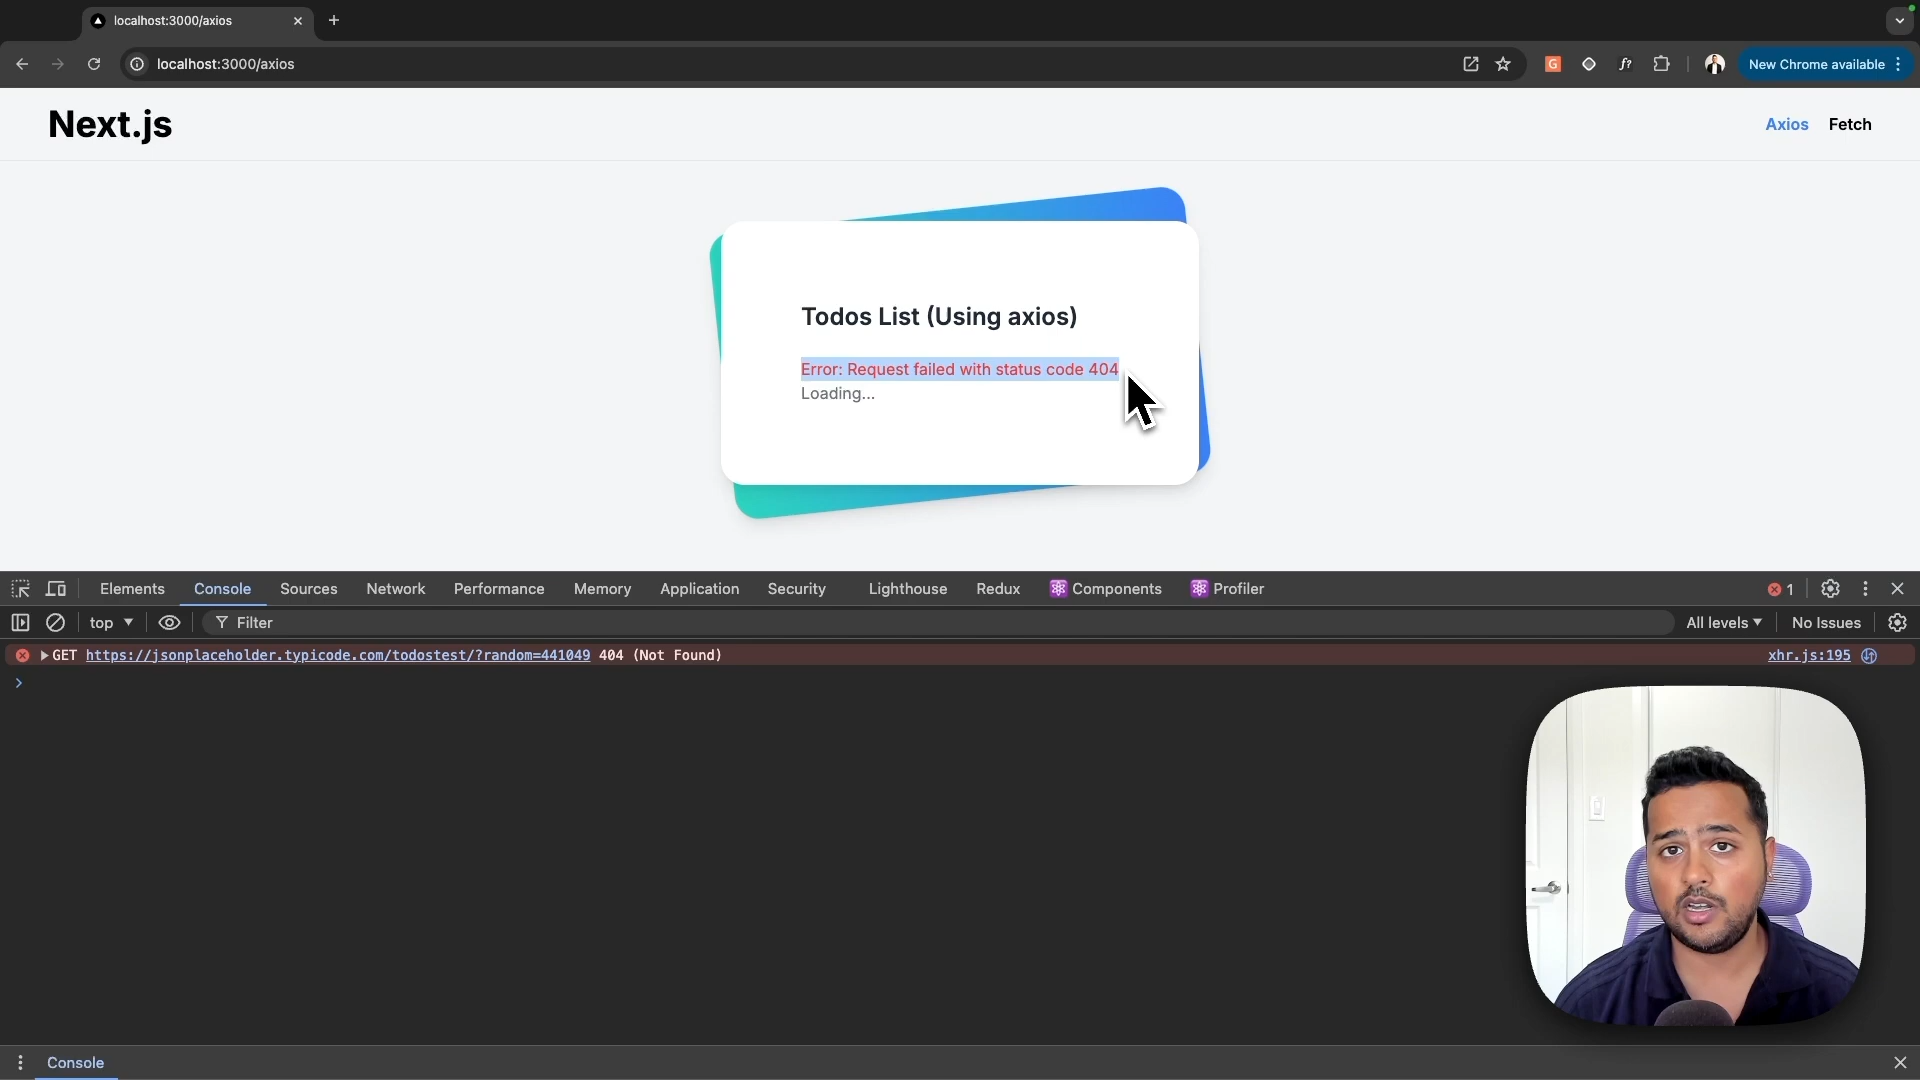 localhost:3000/axios
localhost:3000/axios
G
f?
New Chrome available
Next.js
Axios Fetch
Todos List (Using axios)
Error: Request failed with status code 404
Loading...
Elements Console Sources Network Performance Memory Application Security Lighthouse Redux Components Profiler 1
top Filter All levels No Issues
GET https://jsonplaceholder.typicode.com/todostest/?random=441049 404 (Not Found) xhr.js:195
Console